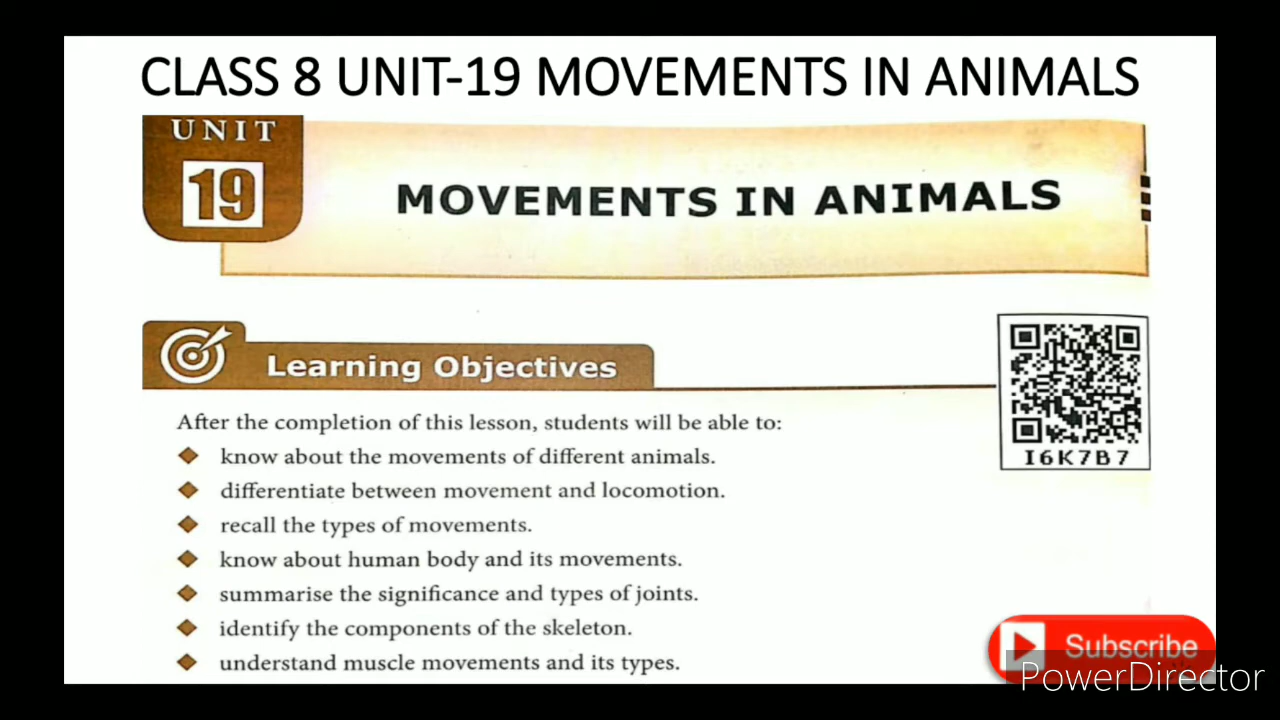 CLASS 8 UNIT-19 MOVEMENTS IN ANIMALS
UNIT
19
MOVEMENTS IN ANIMALS
Learning Objectives
I6K7B7
After the completion of this lesson, students will be able to:
know about the movements of different animals.
differentiate between movement and locomotion.
recall the types of movements.
know about human body and its movements.
summarise the significance and types of joints.
identify the components of the skeleton.
understand muscle movements and its types.
Subscribe
PowerDirector